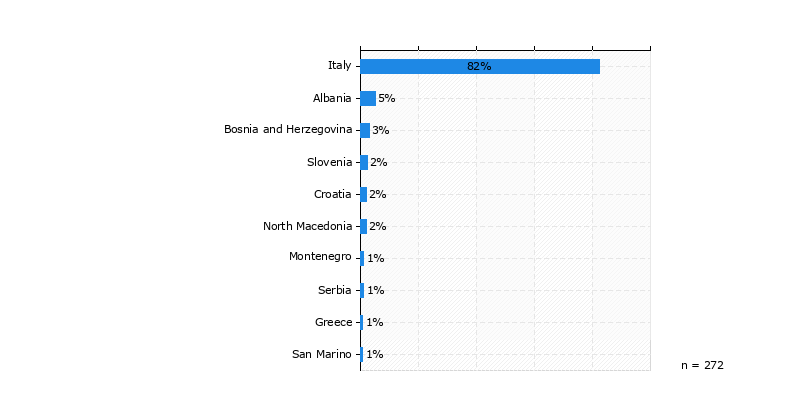 Italy 82%
Albania 5%
Bosnia and Herzegovina 3%
Slovenia 2%
Croatia 2%
North Macedonia 2%
Montenegro 1%
Serbia 1%
Greece 1%
San Marino 1%
n = 272